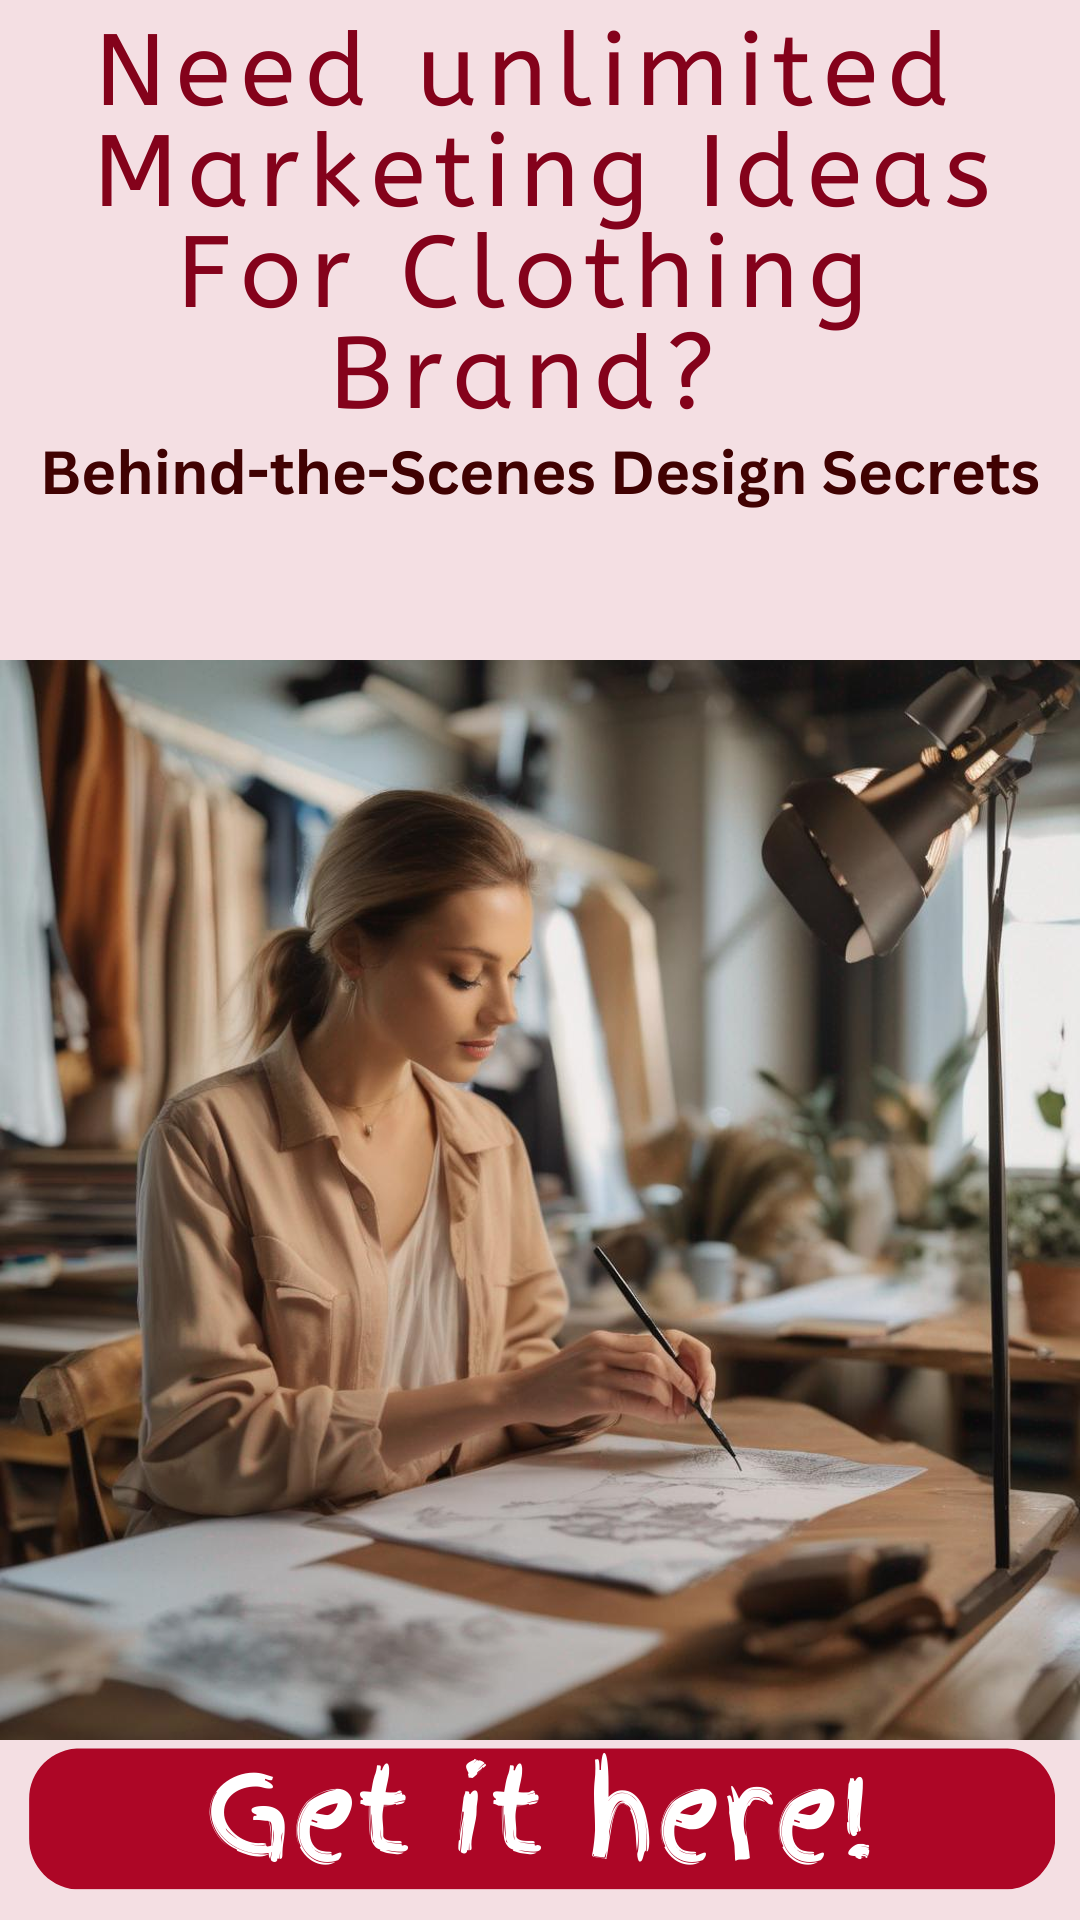 Need unlimited
Marketing Ideas
For Clothing
Brand?
Behind-the-Scenes Design Secrets
Get it here!